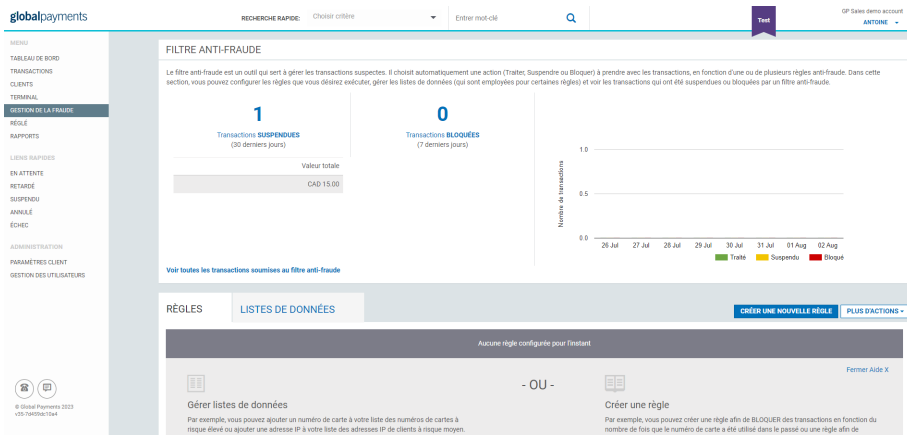 globalpayments
RECHERCHE RAPIDE: Choisir critère Entrer mot-clé
Test
GP Sales demo account
ANTOINE
MENU
TABLEAU DE BORD
TRANSACTIONS
CLIENTS
TERMINAL
GESTION DE LA FRAUDE
RÉGLÉ
RAPPORTS
LIENS RAPIDES
EN ATTENTE
RETARDÉ
SUSPENDU
ANNULÉ
ÉCHEC
ADMINISTRATION
PARAMÈTRES CLIENT
GESTION DES UTILISATEURS
© Global Payments 2023
v35-7d459dc10a4
FILTRE ANTI-FRAUDE
Le filtre anti-fraude est un outil qui sert à gérer les transactions suspectes. Il choisit automatiquement une action (Traiter, Suspendre ou Bloquer) à prendre avec les transactions, en fonction d'une ou de plusieurs règles anti-fraude. Dans cette
section, vous pouvez configurer les règles que vous désirez exécuter, gérer les listes de données (qui sont employées pour certaines règles) et voir les transactions qui ont été suspendues ou bloquées par un filtre anti-fraude.
1
Transactions SUSPENDUES
(30 derniers jours)
Valeur totale
CAD 15.00
0
Transactions BLOQUÉES
(7 derniers jours)
Nombre de transactions
1.0
0.5
0.0
26 Jul 27 Jul 28 Jul 29 Jul 30 Jul 31 Jul 01 Aug 02 Aug
Traité Suspendu Bloqué
Voir toutes les transactions soumises au filtre anti-fraude
RÈGLES LISTES DE DONNÉES
CRÉER UNE NOUVELLE RÈGLE PLUS D'ACTIONS
Aucune règle configurée pour l'instant
Fermer Aide X
Gérer listes de données
Par exemple, vous pouvez ajouter un numéro de carte à votre liste des numéros de cartes à
risque élevé ou ajouter une adresse IP à votre liste des adresses IP de clients à risque moyen.
- OU -
Créer une règle
Par exemple, vous pouvez créer une règle afin de BLOQUER des transactions en fonction du
nombre de fois que le numéro de carte a été utilisé dans le passé ou une règle afin de